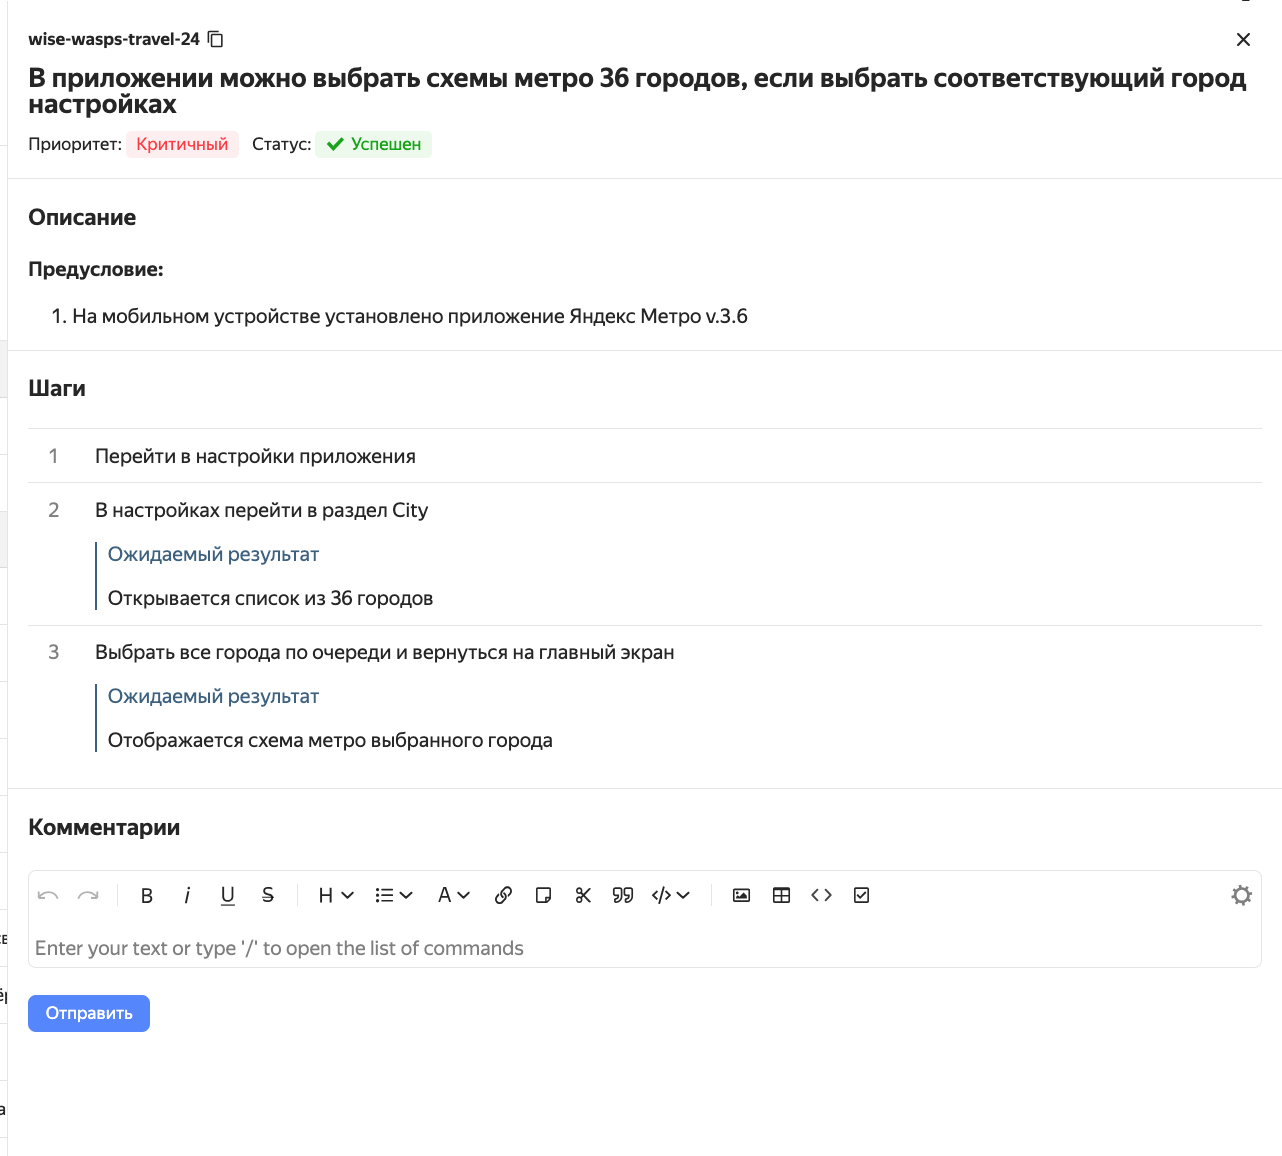 wise-wasps-travel-24
В приложении можно выбрать схемы метро 36 городов, если выбрать соответствующий город
настройках
Приоритет: Критичный Статус: Успешен
Описание
Предусловие:
1. На мобильном устройстве установлено приложение Яндекс Метро v.3.6
Шаги
1 Перейти в настройки приложения
2 В настройках перейти в раздел City
Ожидаемый результат
Открывается список из 36 городов
3 Выбрать все города по очереди и вернуться на главный экран
Ожидаемый результат
Отображается схема метро выбранного города
Комментарии
B i U S H A
Enter your text or type '/' to open the list of commands
Отправить